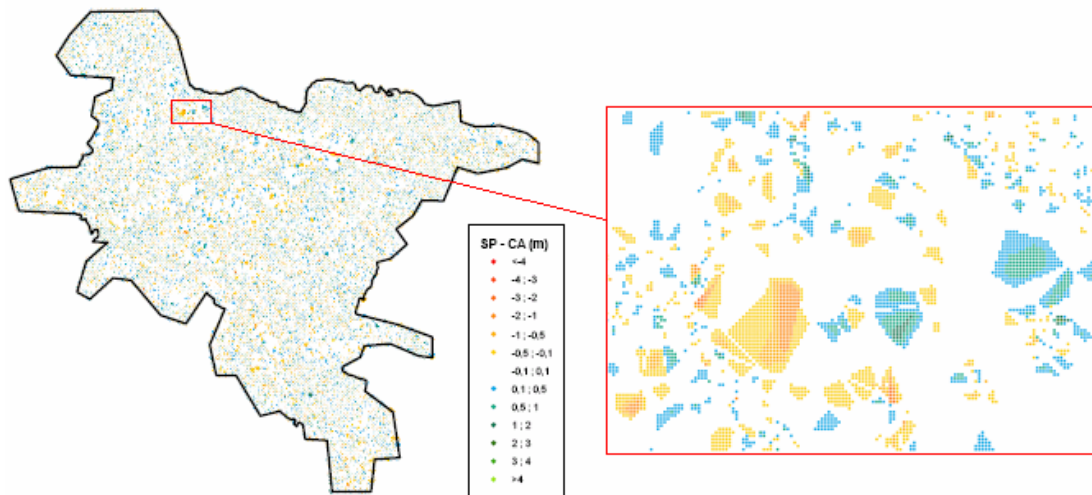 SP - CA (m)
<-4
-4 ; -3
-3 ; -2
-2 ; -1
-1 ; -0,5
-0,5 ; -0,1
-0,1 ; 0,1
0,1 ; 0,5
0,5 ; 1
1 ; 2
2 ; 3
3 ; 4
>4